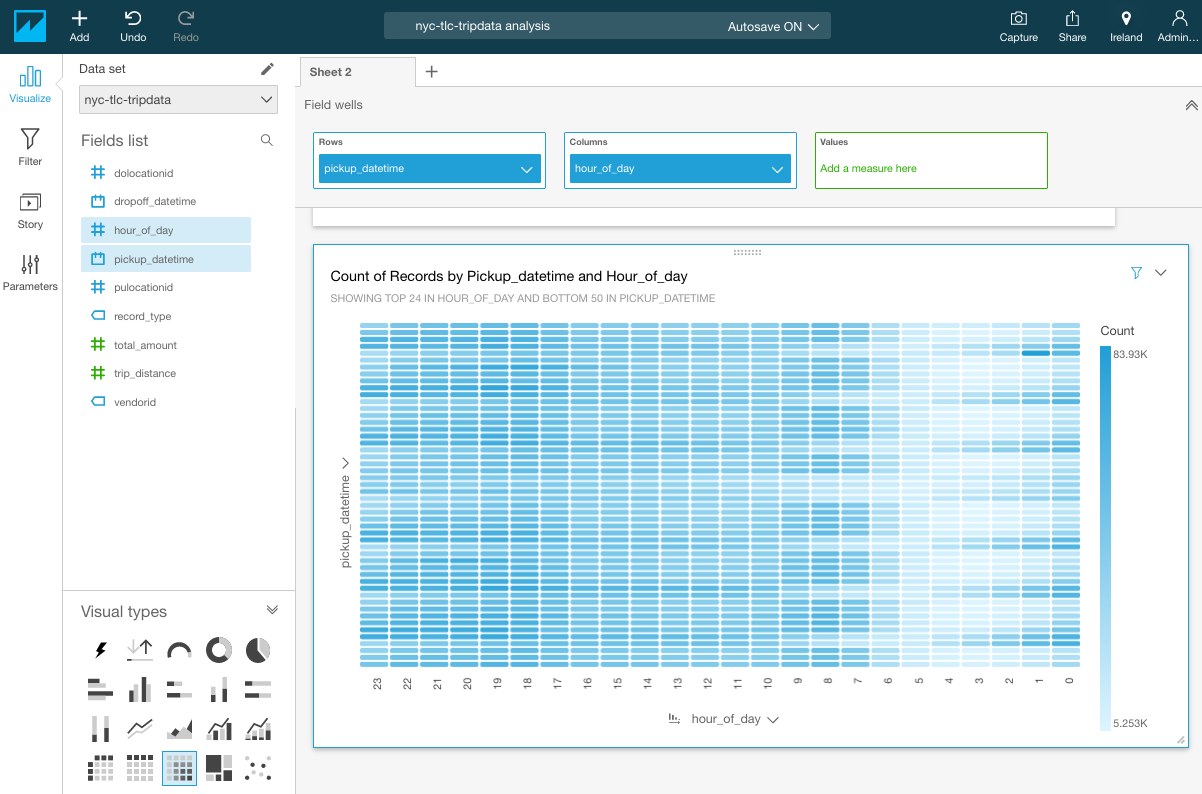 Add
Undo
Redo
nyc-tlc-tripdata analysis
Autosave ON
Capture
Share
Ireland
Admin...
Visualize
Filter
Story
Parameters
Data set
nyc-tlc-tripdata
Fields list
dolocationid
dropoff_datetime
hour_of_day
pickup_datetime
pulocationid
record_type
total_amount
trip_distance
vendorid
Visual types
Sheet 2
Field wells
Rows
pickup_datetime
Columns
hour_of_day
Values
Add a measure here
Count of Records by Pickup_datetime and Hour_of_day
SHOWING TOP 24 IN HOUR_OF_DAY AND BOTTOM 50 IN PICKUP_DATETIME
pickup_datetime
23 22 21 20 19 18 17 16 15 14 13 12 11 10 9 8 7 6 5 4 3 2 1 0
hour_of_day
Count
83.93K
5.253K